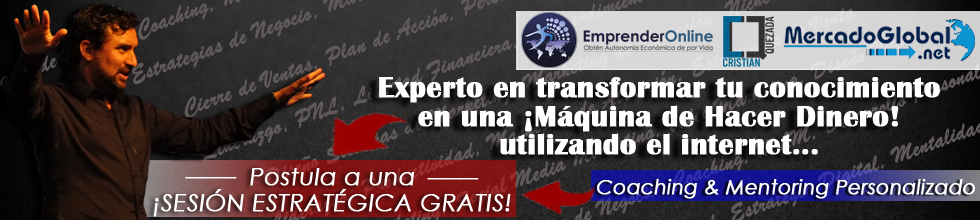 EmprenderOnline
Obtén Autonomía Económica de por Vida
CRISTIAN
QUEZADA
MercadoGlobal
.net
Coaching,
Estrategias de Negocio,
Plan de Acción,
Cierre de Ventas,
PNL,
Experto en transformar tu conocimiento
en una ¡Máquina de Hacer Dinero!
utilizando el internet...
Postula a una
¡SESIÓN ESTRATÉGICA GRATIS!
Coaching & Mentoring Personalizado